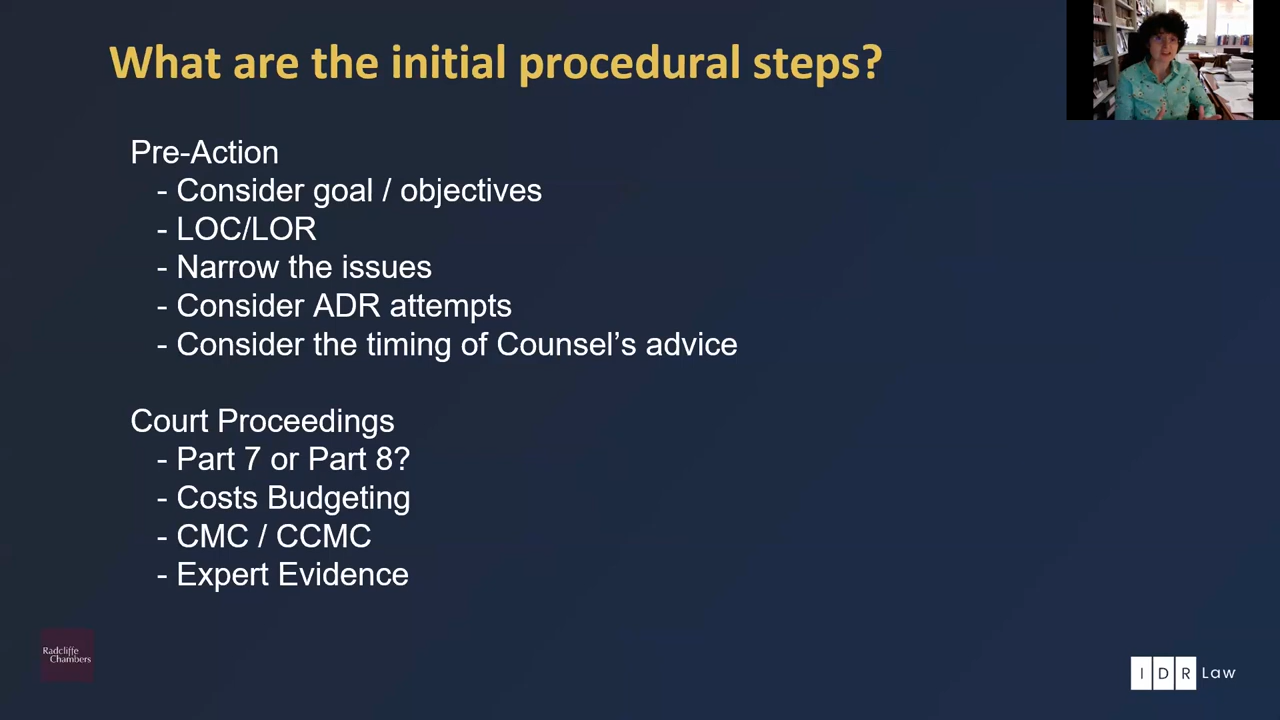 What are the initial procedural steps?
Pre-Action
- Consider goal / objectives
- LOC/LOR
- Narrow the issues
- Consider ADR attempts
- Consider the timing of Counsel’s advice
Court Proceedings
- Part 7 or Part 8?
- Costs Budgeting
- CMC / CCMC
- Expert Evidence
Radcliffe
Chambers
IDR Law